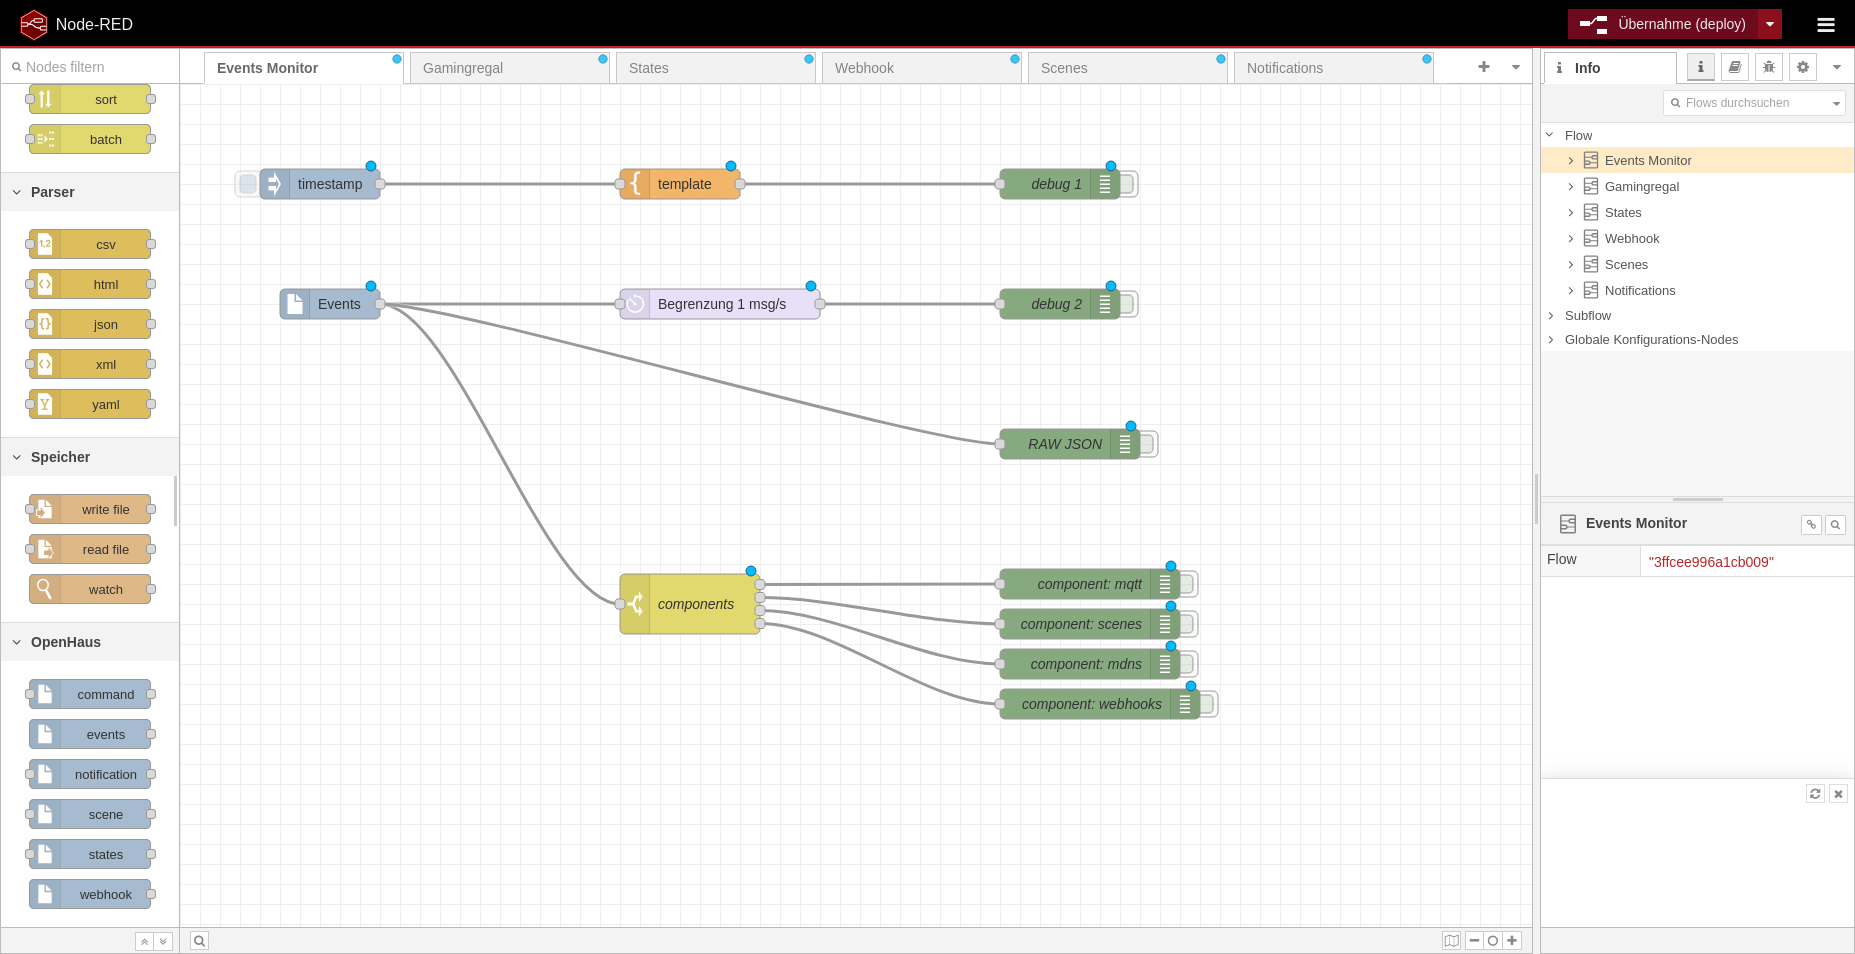 Node-RED
Übernahme (deploy)
Nodes filtern
sort
batch
Parser
csv
html
json
xml
yaml
Speicher
write file
read file
watch
OpenHaus
command
events
notification
scene
states
webhook
Events Monitor
Gamingregal
States
Webhook
Scenes
Notifications
timestamp
template
debug 1
Events
Begrenzung 1 msg/s
debug 2
RAW JSON
components
component: mqtt
component: scenes
component: mdns
component: webhooks
Info
Flows durchsuchen
Flow
Events Monitor
Gamingregal
States
Webhook
Scenes
Notifications
Subflow
Globale Konfigurations-Nodes
Events Monitor
Flow
"3ffcee996a1cb009"